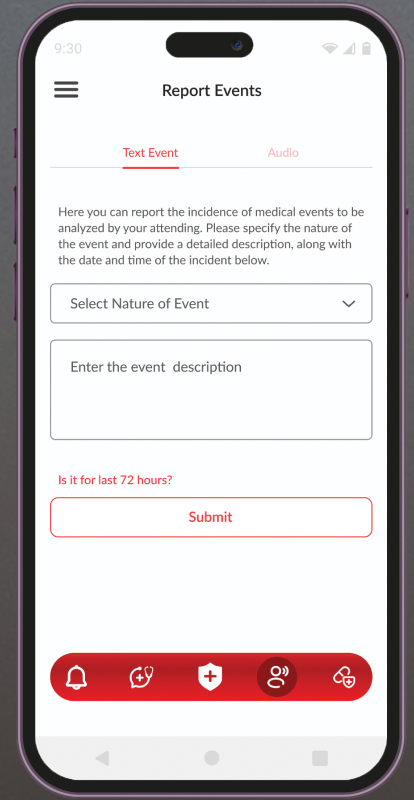 9:30
Report Events
Text Event
Audio
Here you can report the incidence of medical events to be
analyzed by your attending. Please specify the nature of
the event and provide a detailed description, along with
the date and time of the incident below.
Select Nature of Event
Enter the event  description
Is it for last 72 hours?
Submit